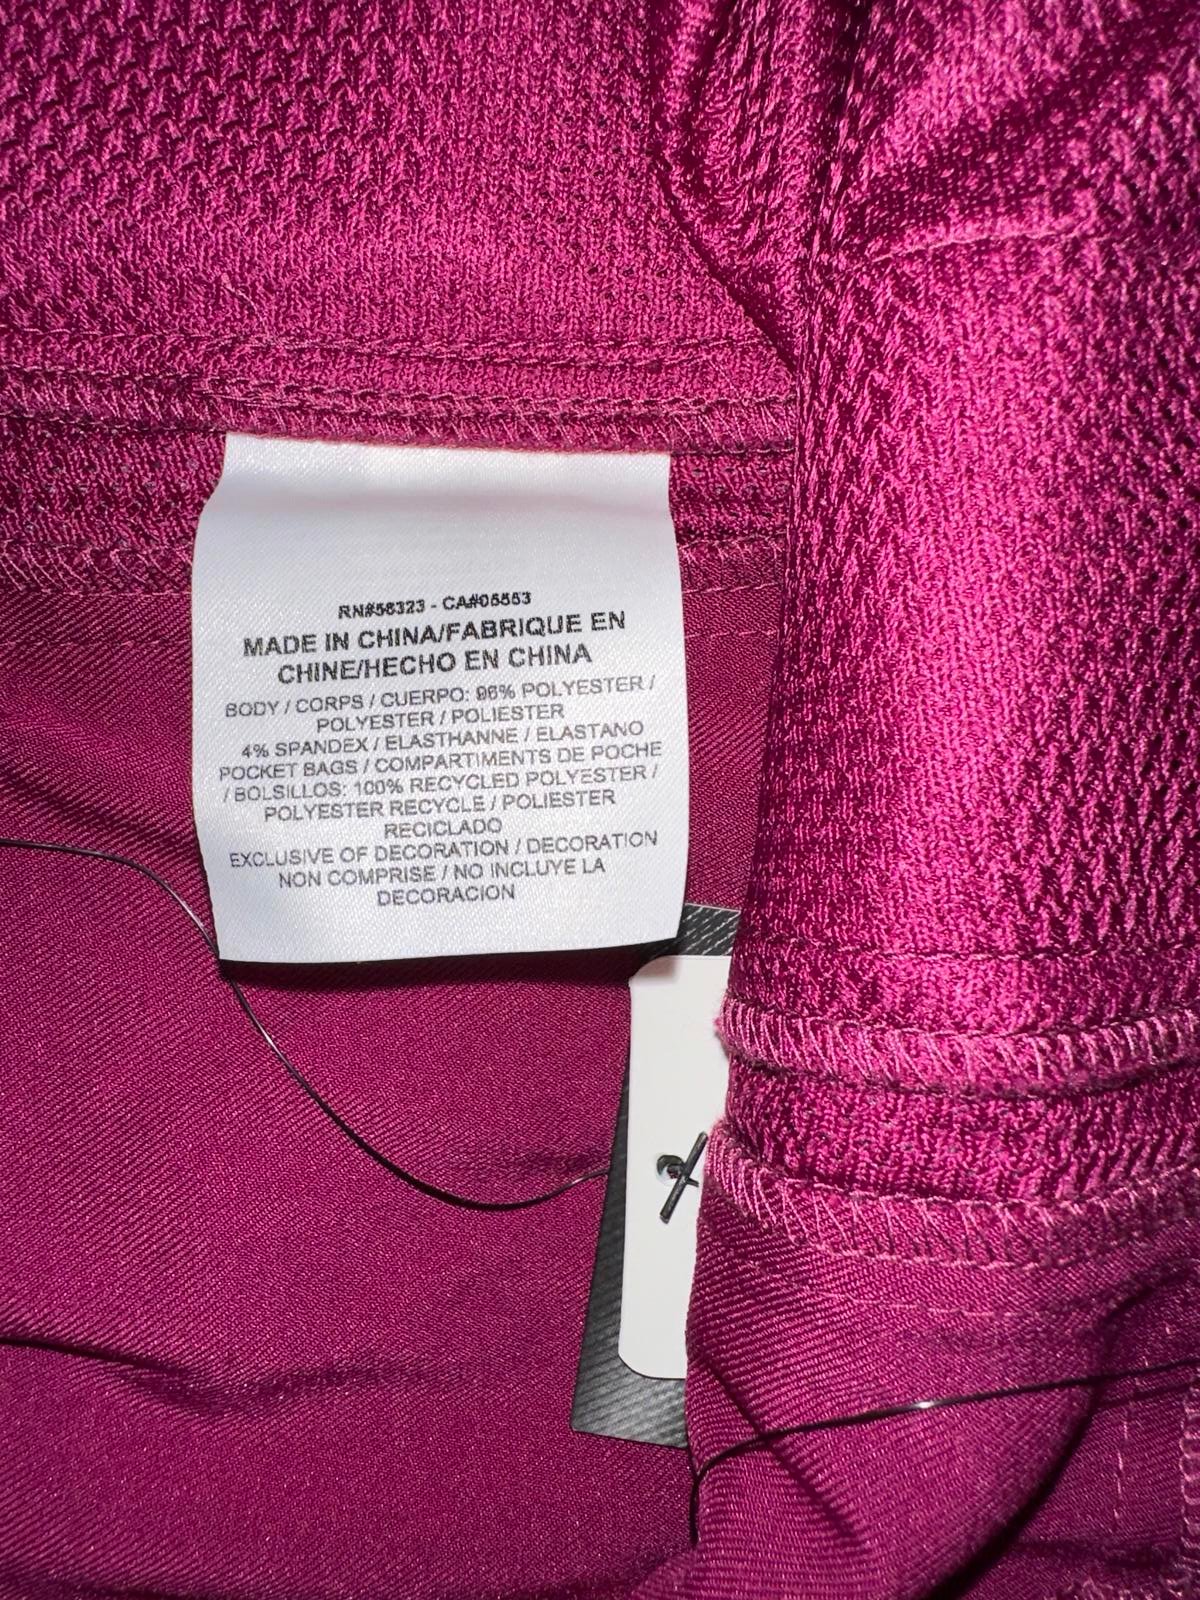 RN#56323 - CA#05553
MADE IN CHINA/FABRIQUE EN
CHINE/HECHO EN CHINA
BODY / CORPS / CUERPO: 96% POLYESTER /
POLYESTER / POLIESTER
4% SPANDEX / ELASTHANNE / ELASTANO
POCKET BAGS / COMPARTIMENTS DE POCHE
/ BOLSILLOS: 100% RECYCLED POLYESTER /
POLYESTER RECYCLE / POLIESTER
RECICLADO
EXCLUSIVE OF DECORATION / DECORATION
NON COMPRISE / NO INCLUYE LA
DECORACION